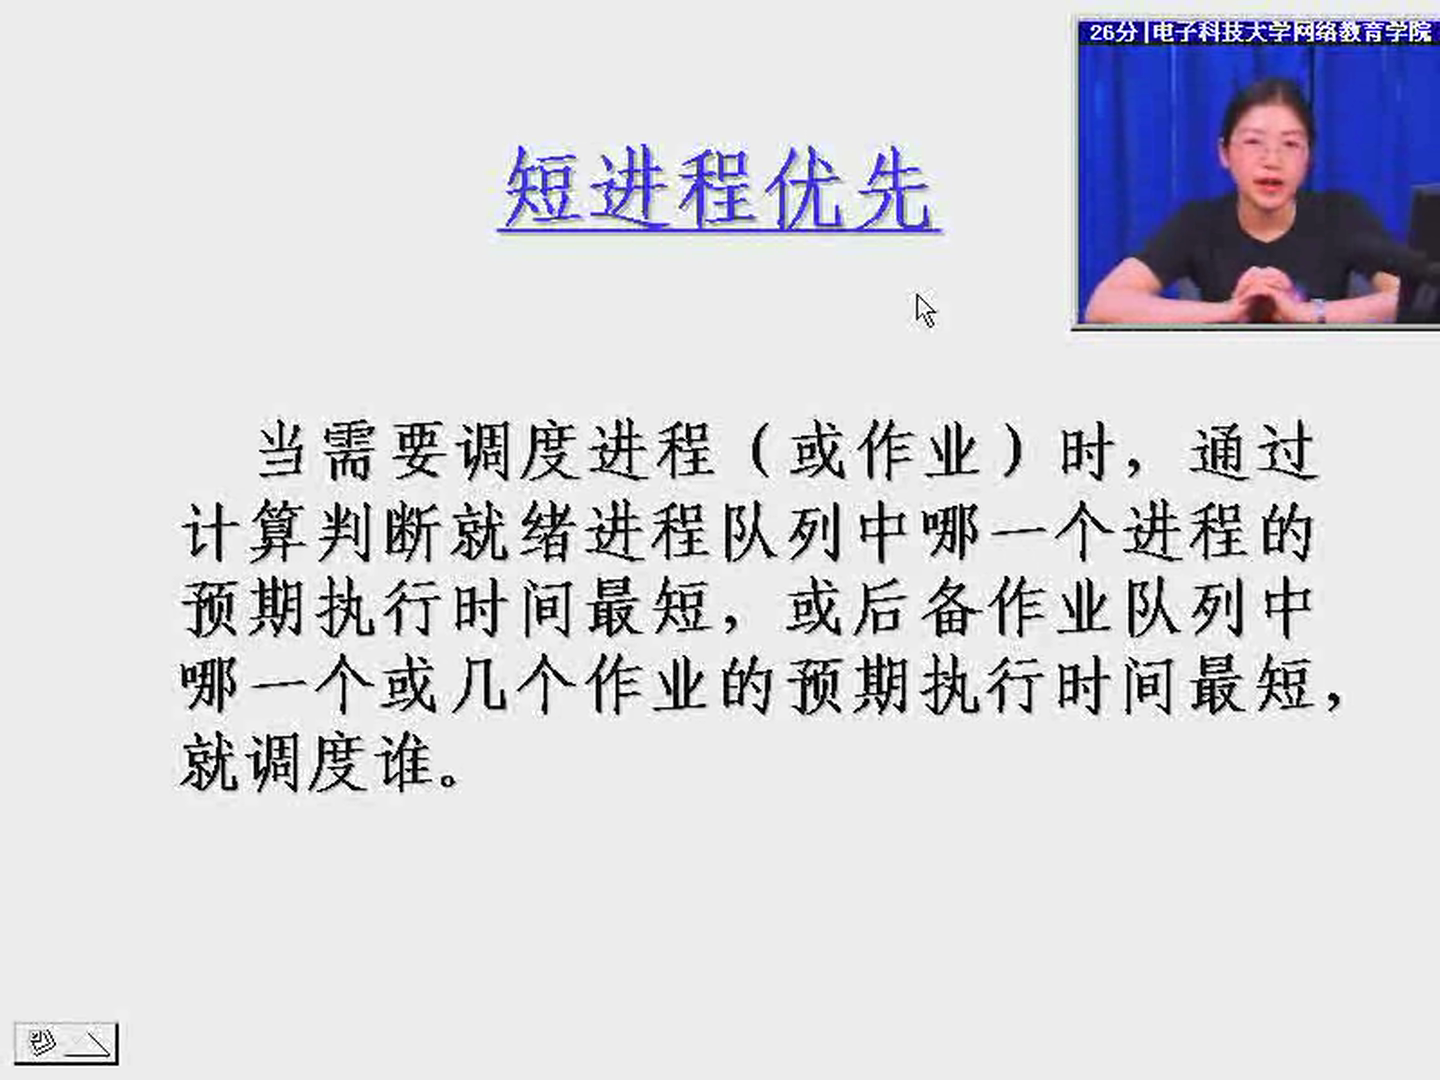 26分|电子科技大学网络教育学院
短进程优先
当需要调度进程（或作业）时，通过
计算判断就绪进程队列中哪一个进程的
预期执行时间最短，或后备作业队列中
哪一个或几个作业的预期执行时间最短，
就调度谁。